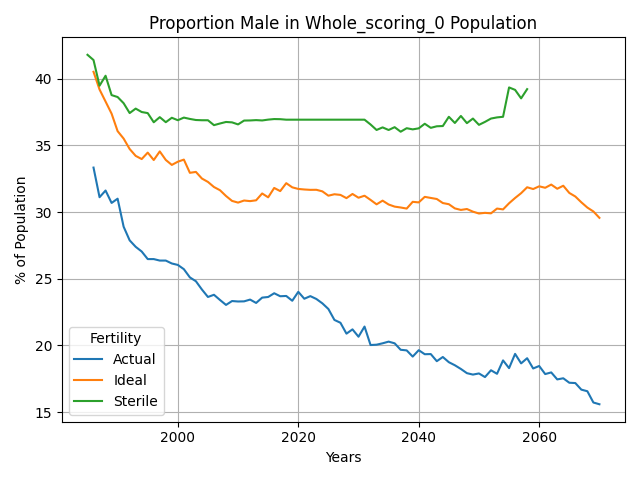 Proportion Male in Whole_scoring_0 Population
% of Population
40
35
30
25
20
15
Fertility
Actual
Ideal
Sterile
2000 2020 2040 2060
Years